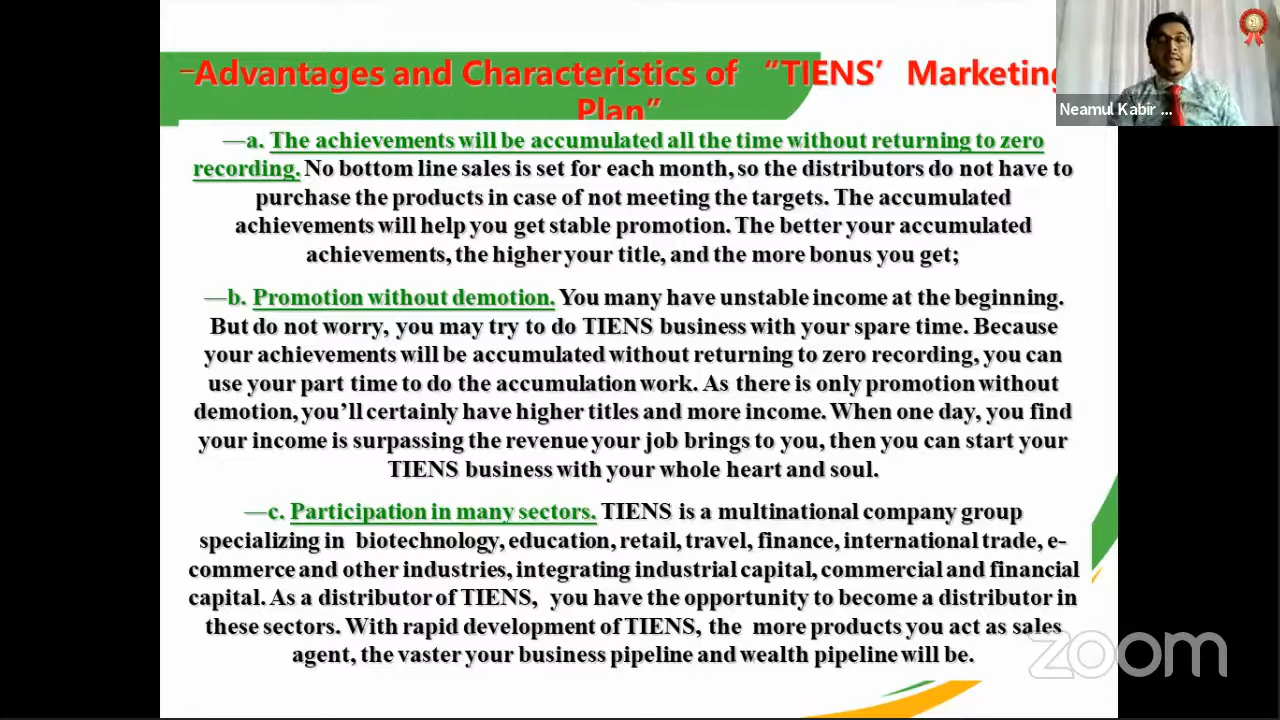 –Advantages and Characteristics of “TIENS’ Marketing
Plan”
—a. The achievements will be accumulated all the time without returning to zero
recording. No bottom line sales is set for each month, so the distributors do not have to
purchase the products in case of not meeting the targets. The accumulated
achievements will help you get stable promotion. The better your accumulated
achievements, the higher your title, and the more bonus you get;
—b. Promotion without demotion. You many have unstable income at the beginning.
But do not worry, you may try to do TIENS business with your spare time. Because
your achievements will be accumulated without returning to zero recording, you can
use your part time to do the accumulation work. As there is only promotion without
demotion, you’ll certainly have higher titles and more income. When one day, you find
your income is surpassing the revenue your job brings to you, then you can start your
TIENS business with your whole heart and soul.
—c. Participation in many sectors. TIENS is a multinational company group
specializing in biotechnology, education, retail, travel, finance, international trade, e-
commerce and other industries, integrating industrial capital, commercial and financial
capital. As a distributor of TIENS, you have the opportunity to become a distributor in
these sectors. With rapid development of TIENS, the more products you act as sales
agent, the vaster your business pipeline and wealth pipeline will be.
Neamul Kabir ...
zoom